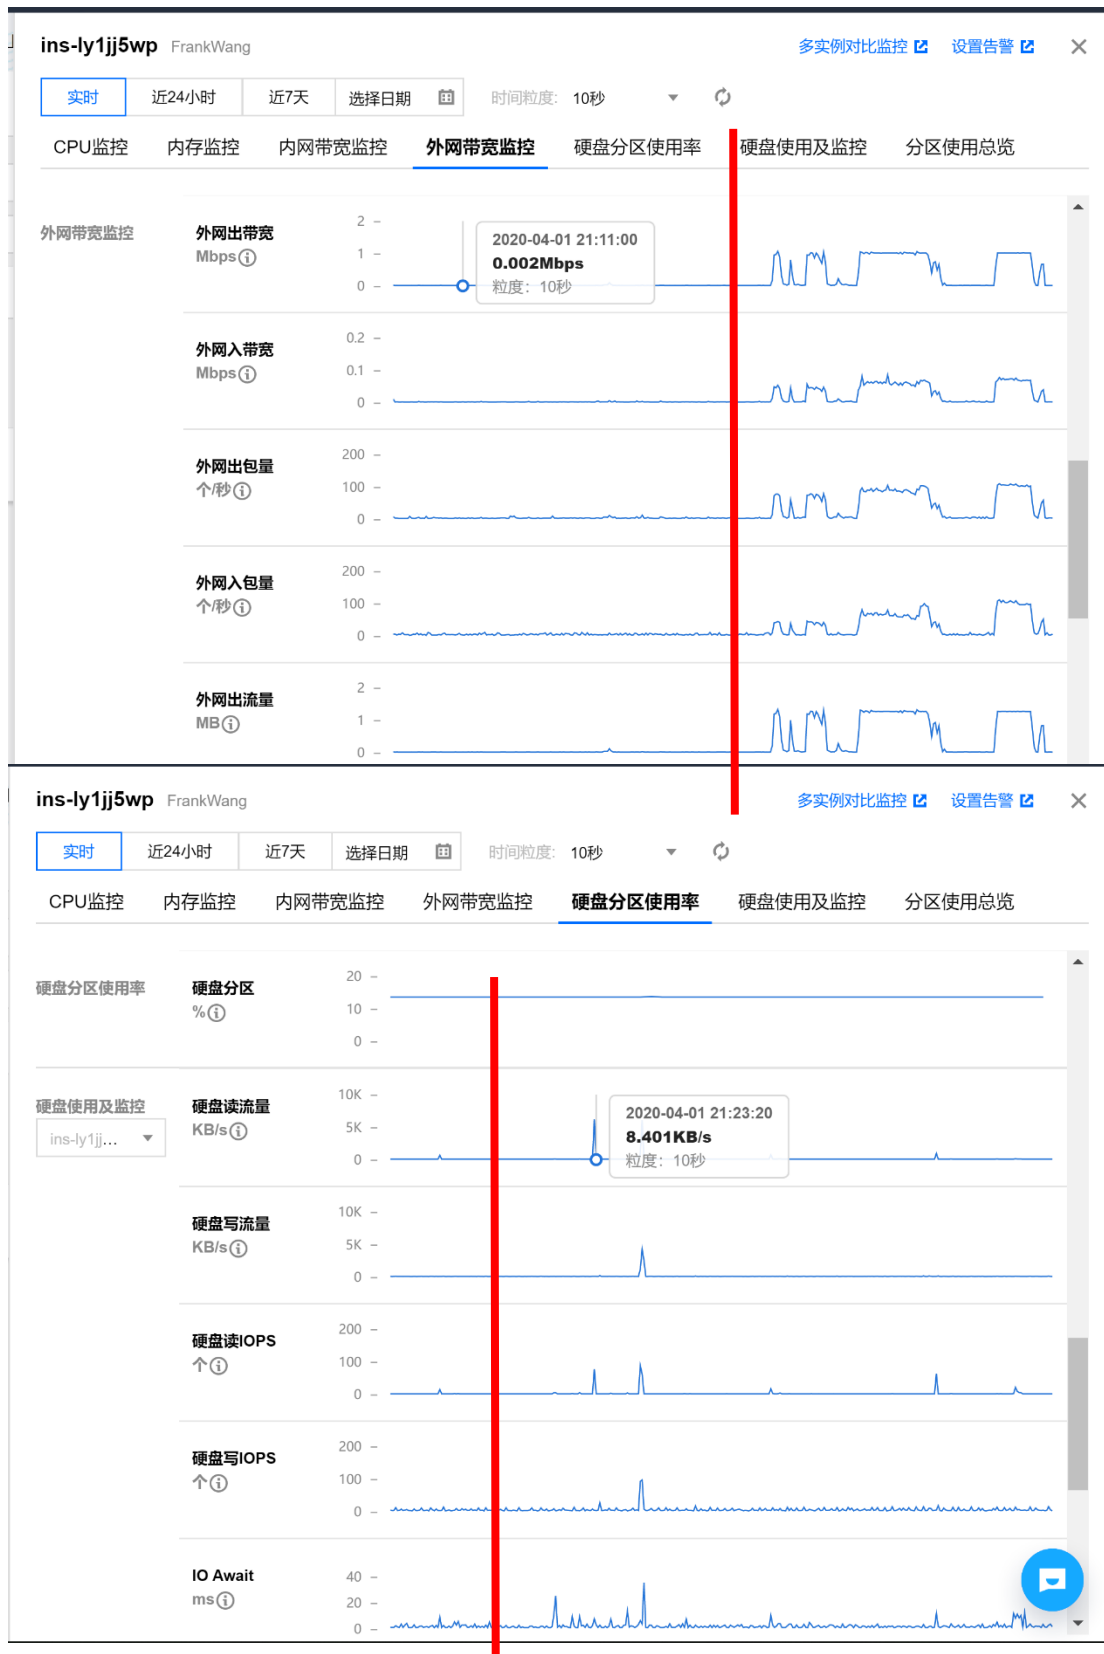 ins-ly1jj5wp FrankWang 多实例对比监控 设置告警
实时 近24小时 近7天 选择日期 时间粒度: 10秒
CPU监控 内存监控 内网带宽监控 外网带宽监控 硬盘分区使用率 硬盘使用及监控 分区使用总览
外网带宽监控
外网出带宽
Mbps
2
1
0
2020-04-01 21:11:00
0.002Mbps
粒度: 10秒
外网入带宽
Mbps
0.2
0.1
0
外网出包量
个/秒
200
100
0
外网入包量
个/秒
200
100
0
外网出流量
MB
2
1
0
ins-ly1jj5wp FrankWang 多实例对比监控 设置告警
实时 近24小时 近7天 选择日期 时间粒度: 10秒
CPU监控 内存监控 内网带宽监控 外网带宽监控 硬盘分区使用率 硬盘使用及监控 分区使用总览
硬盘分区使用率
硬盘分区
%
20
10
0
硬盘使用及监控
ins-ly1jj...
硬盘读流量
KB/s
10K
5K
0
2020-04-01 21:23:20
8.401KB/s
粒度: 10秒
硬盘写流量
KB/s
10K
5K
0
硬盘读IOPS
个
200
100
0
硬盘写IOPS
个
200
100
0
IO Await
ms
40
20
0